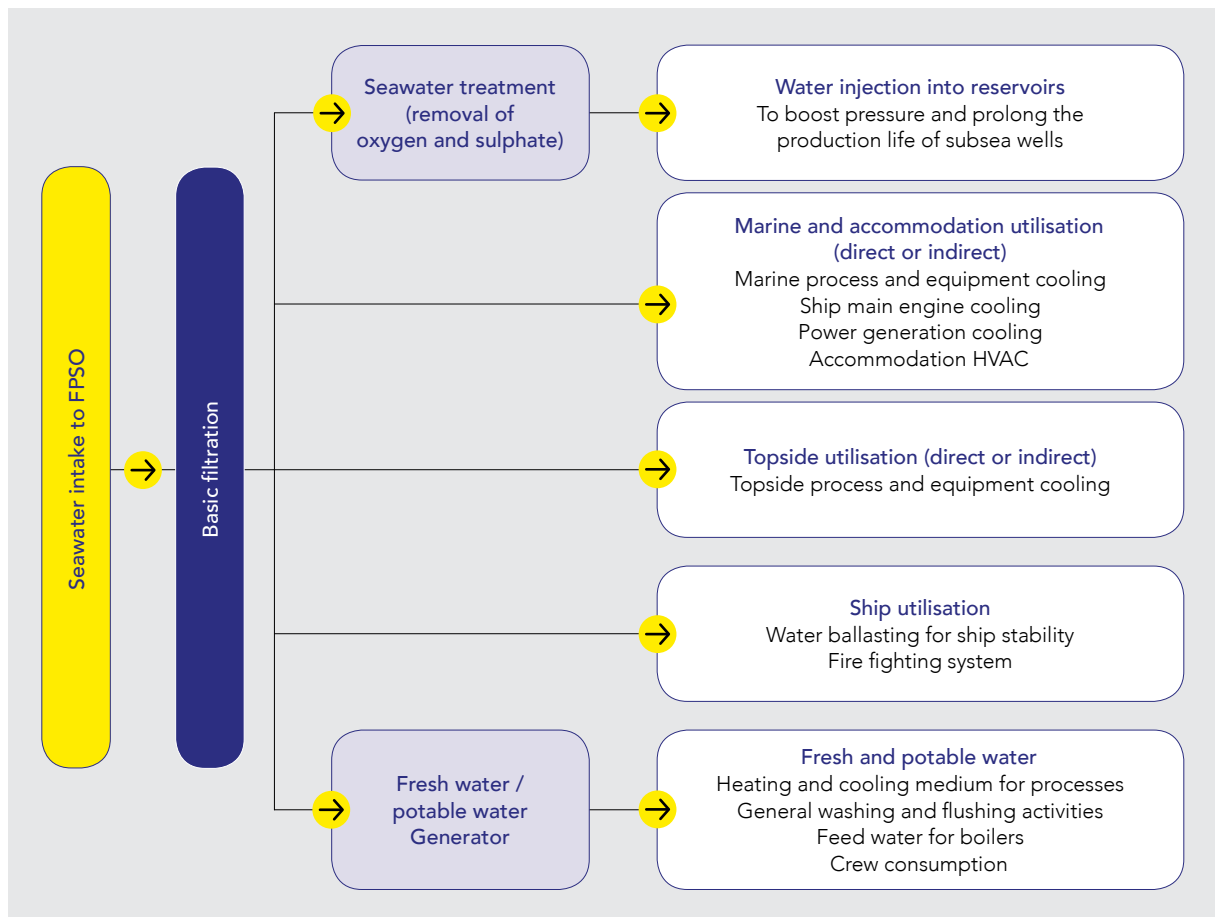 Seawater intake to FPSO
Basic filtration
Seawater treatment
(removal of
oxygen and sulphate)
Water injection into reservoirs
To boost pressure and prolong the
production life of subsea wells
Marine and accommodation utilisation
(direct or indirect)
Marine process and equipment cooling
Ship main engine cooling
Power generation cooling
Accommodation HVAC
Topside utilisation (direct or indirect)
Topside process and equipment cooling
Ship utilisation
Water ballasting for ship stability
Fire fighting system
Fresh water /
potable water
Generator
Fresh and potable water
Heating and cooling medium for processes
General washing and flushing activities
Feed water for boilers
Crew consumption